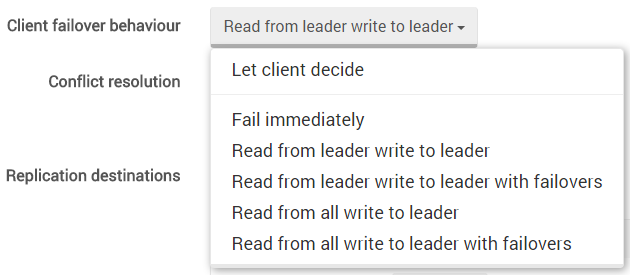 Client failover behaviour
Read from leader write to leader
Let client decide
Conflict resolution
Fail immediately
Read from leader write to leader
Replication destinations
Read from leader write to leader with failovers
Read from all write to leader
Read from all write to leader with failovers